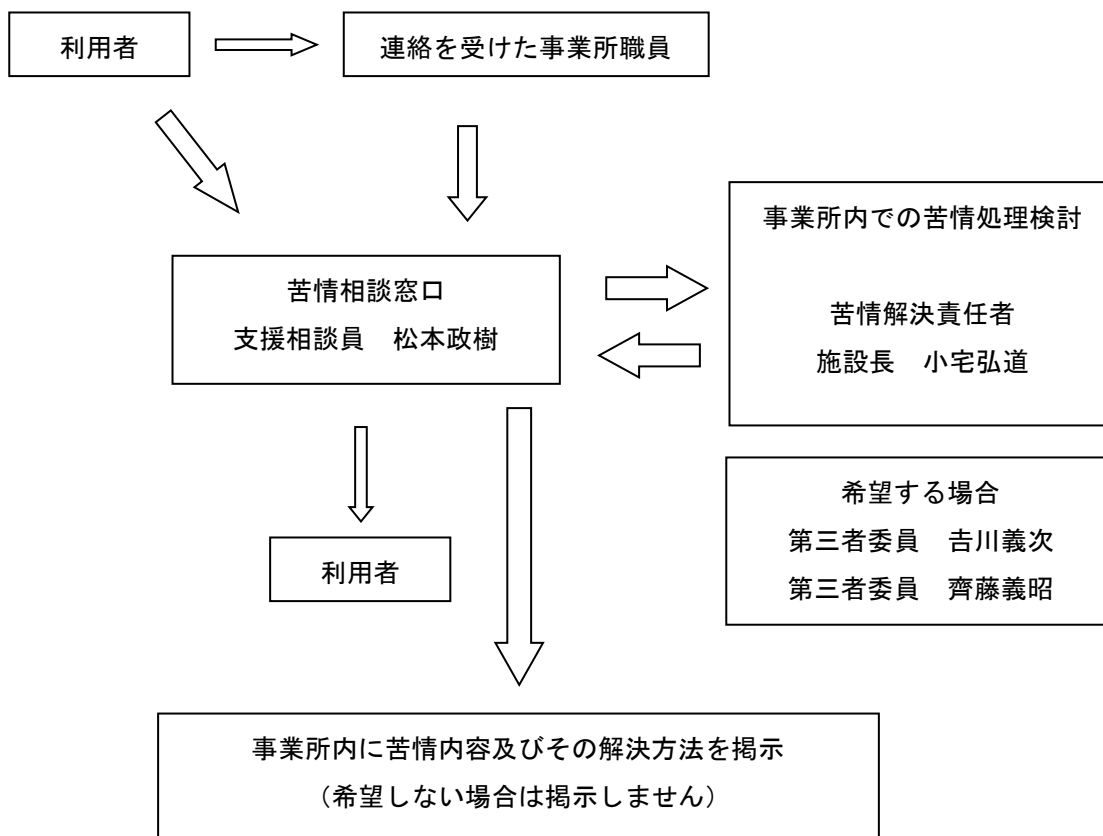 利用者
連絡を受けた事業所職員
事業所内での苦情処理検討
苦情解決責任者
施設長　小宅弘道
苦情相談窓口
支援相談員　松本政樹
希望する場合
第三者委員　𠮷川義次
第三者委員　齊藤義昭
利用者
事業所内に苦情内容及びその解決方法を掲示
（希望しない場合は掲示しません）